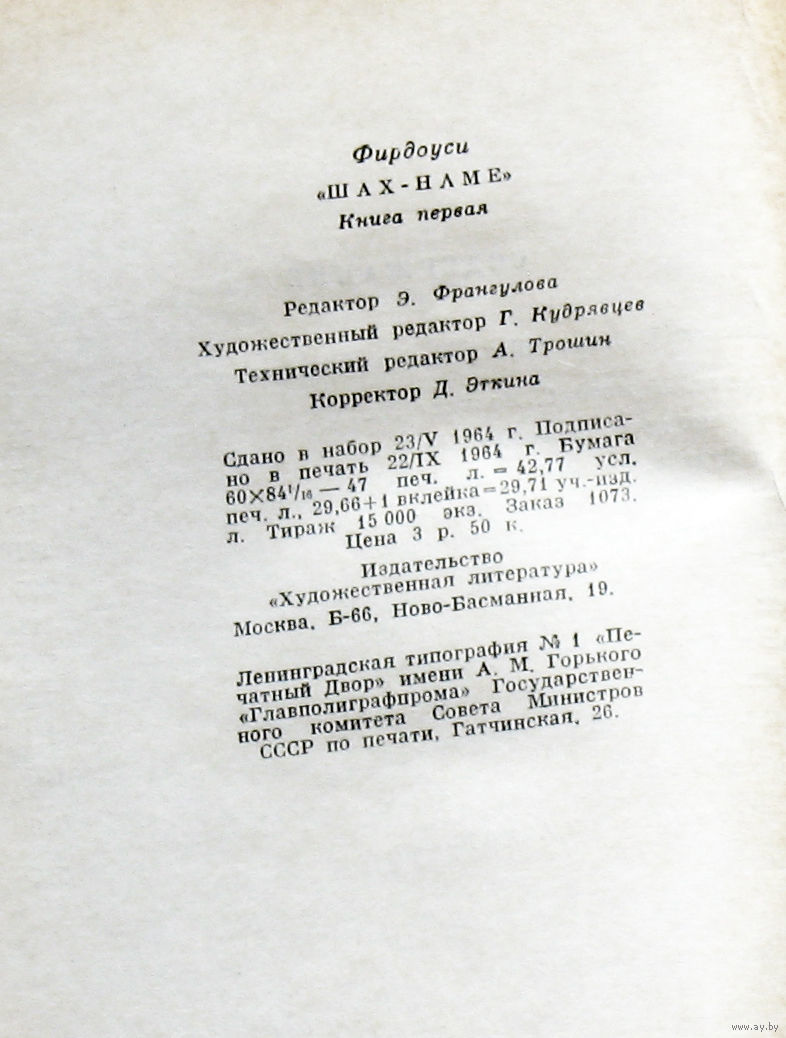 Фирдоуси
«ШАХ-НАМЕ»
Книга первая
Редактор Э. Франгулова
Художественный редактор Г. Кудрявцев
Технический редактор А. Трошин
Корректор Д. Эткина
Сдано в набор 23/V 1964 г. Подписа-
но в печать 22/IX 1964 г. Бумага
60×84¹/₁₆ — 47 печ. л. = 42,77 усл.
печ. л., 29,66+1 вклейка=29,71 уч.-изд.
л. Тираж 15 000 экз. Заказ 1073.
Цена 3 р. 50 к.
Издательство
«Художественная литература»
Москва, Б-66, Ново-Басманная, 19.
Ленинградская типография № 1 «Пе-
чатный Двор» имени А. М. Горького
«Главполиграфпрома» Государствен-
ного комитета Совета Министров
СССР по печати, Гатчинская, 26.
www.ay.by